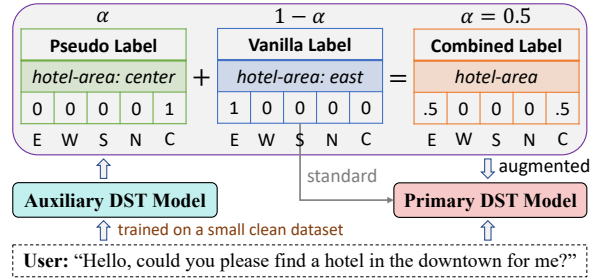 α 1 − α α = 0.5
Pseudo Label Vanilla Label Combined Label
hotel-area: center + hotel-area: east = hotel-area
0 0 0 0 1 1 0 0 0 0 .5 0 0 0 .5
E W S N C E W S N C E W S N C
standard augmented
Auxiliary DST Model Primary DST Model
trained on a small clean dataset
User: “Hello, could you please find a hotel in the downtown for me?”